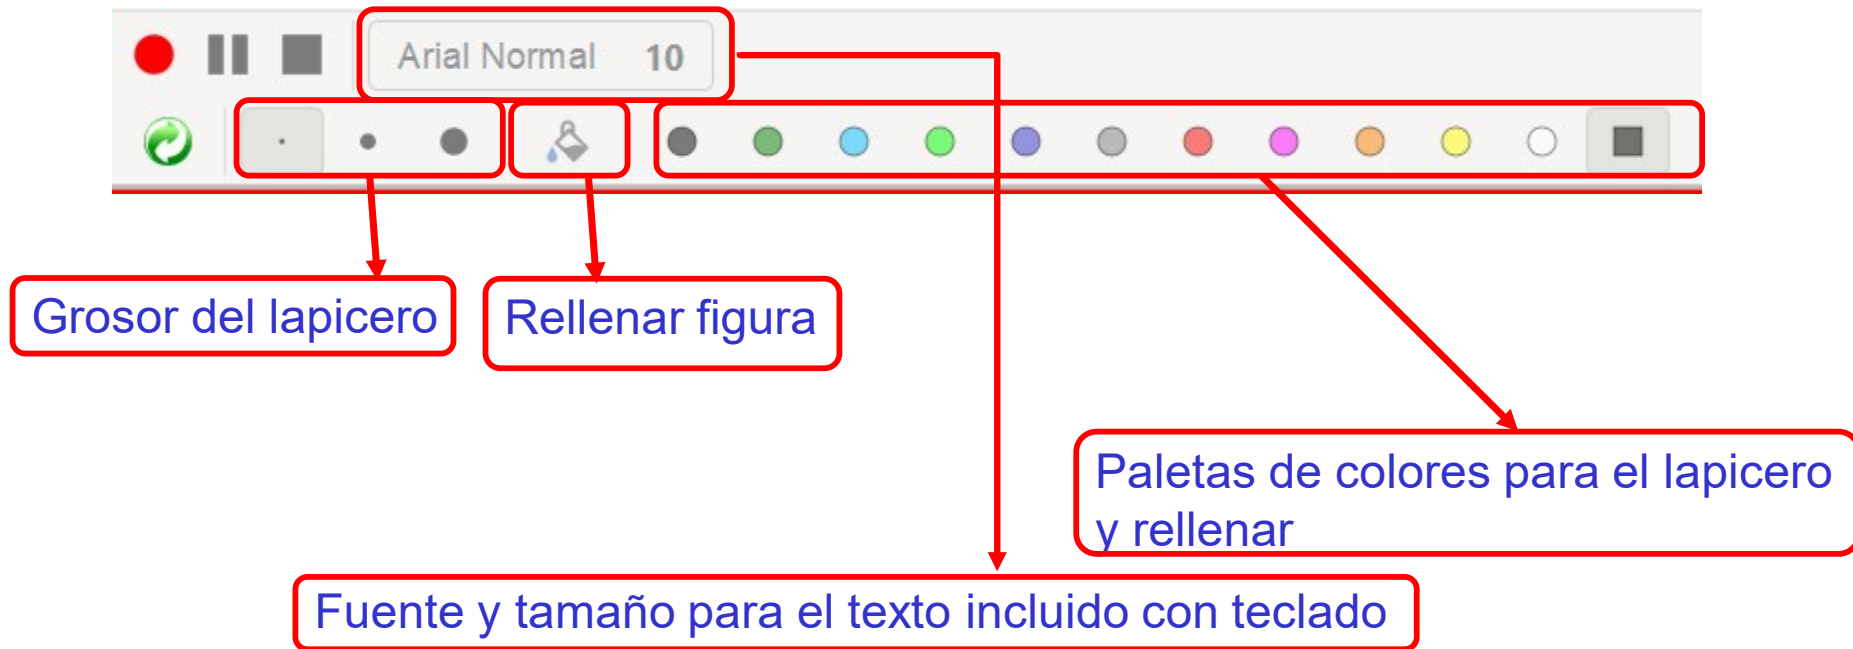 Arial Normal 10
Grosor del lapicero
Rellenar figura
Paletas de colores para el lapicero
y rellenar
Fuente y tamaño para el texto incluido con teclado